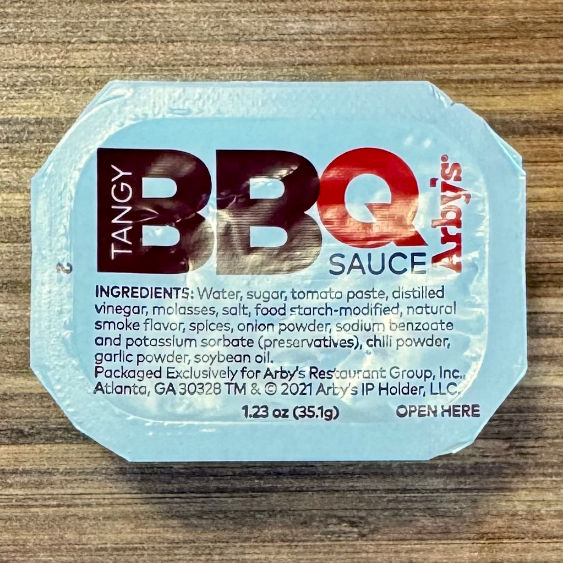 TANGY
BBQ
SAUCE
Arby's®
2
INGREDIENTS: Water, sugar, tomato paste, distilled
vinegar, molasses, salt, food starch-modified, natural
smoke flavor, spices, onion powder, sodium benzoate
and potassium sorbate (preservatives), chili powder,
garlic powder, soybean oil.
Packaged Exclusively for Arby's Restaurant Group, Inc.,
Atlanta, GA 30328 TM & © 2021 Arby's IP Holder, LLC.
1.23 oz (35.1g) OPEN HERE